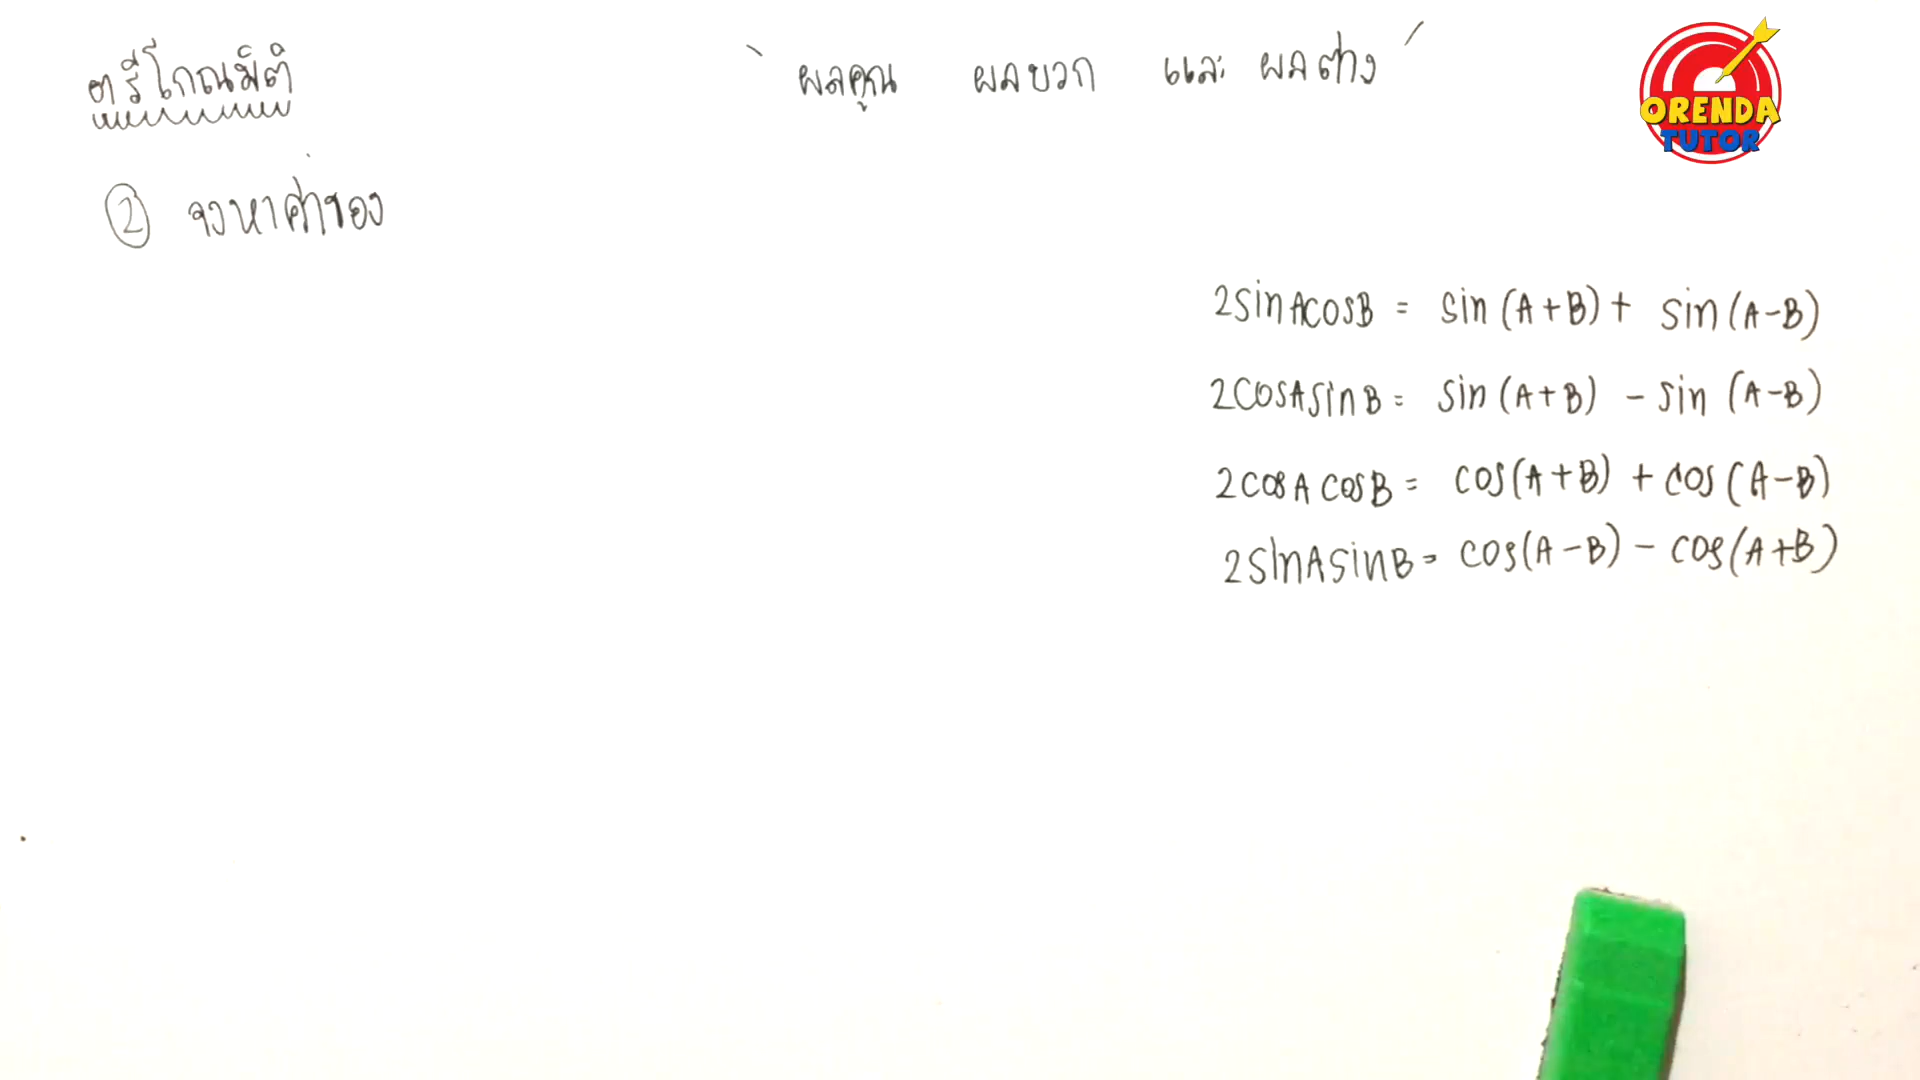 ตรีโกณมิติ
` ผลคูณ ผลบวก และ ผลต่าง ´
ORENDA
TUTOR
② จงหาค่าของ
2sinAcosB = sin(A+B) + sin(A-B)
2cosAsinB = sin(A+B) - sin(A-B)
2cosAcosB = cos(A+B) + cos(A-B)
2sinAsinB = cos(A-B) - cos(A+B)